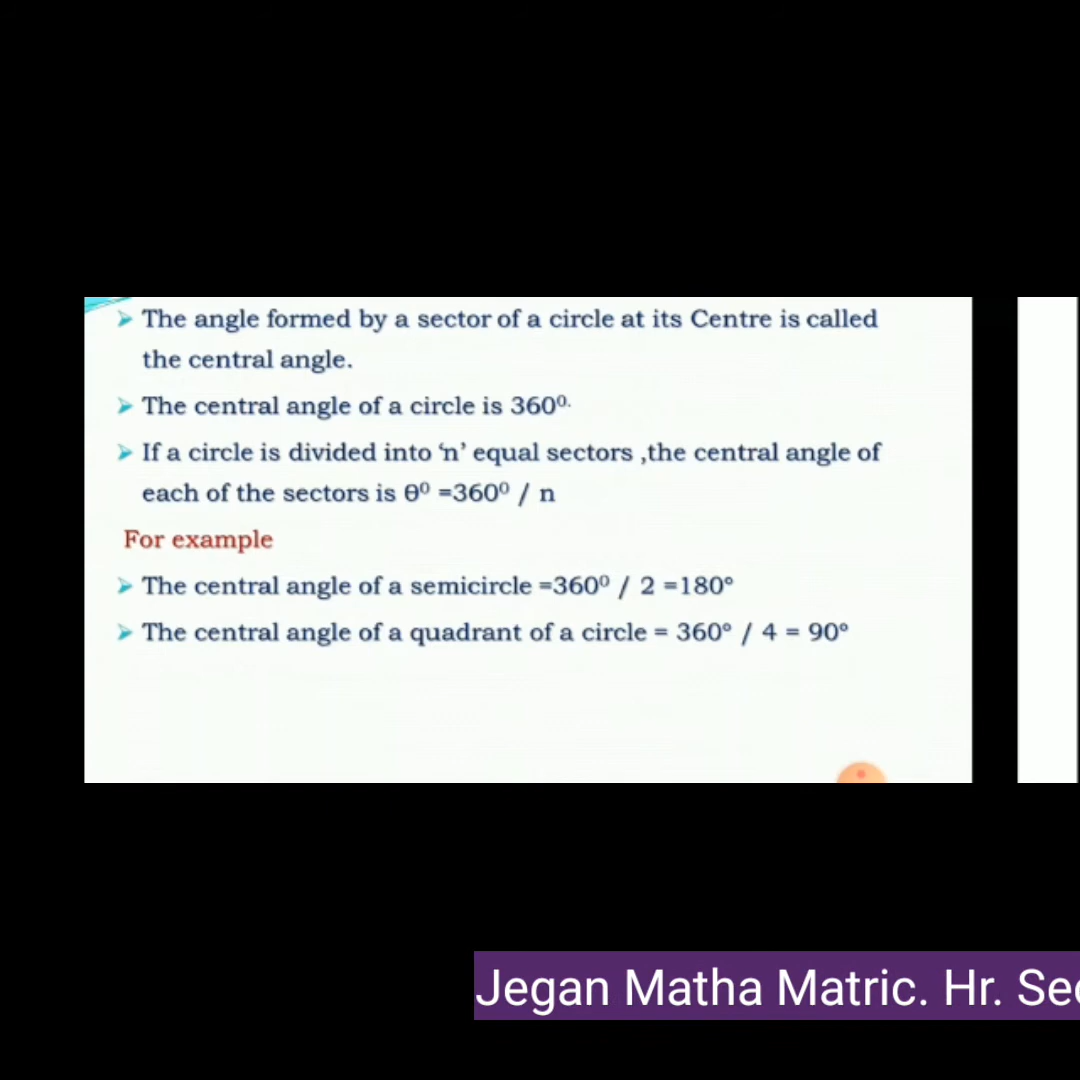 ➢ The angle formed by a sector of a circle at its Centre is called
the central angle.
➢ The central angle of a circle is 360⁰.
➢ If a circle is divided into ‘n’ equal sectors ,the central angle of
each of the sectors is θ⁰ =360⁰ / n
For example
➢ The central angle of a semicircle =360⁰ / 2 =180°
➢ The central angle of a quadrant of a circle = 360° / 4 = 90°
Jegan Matha Matric. Hr.